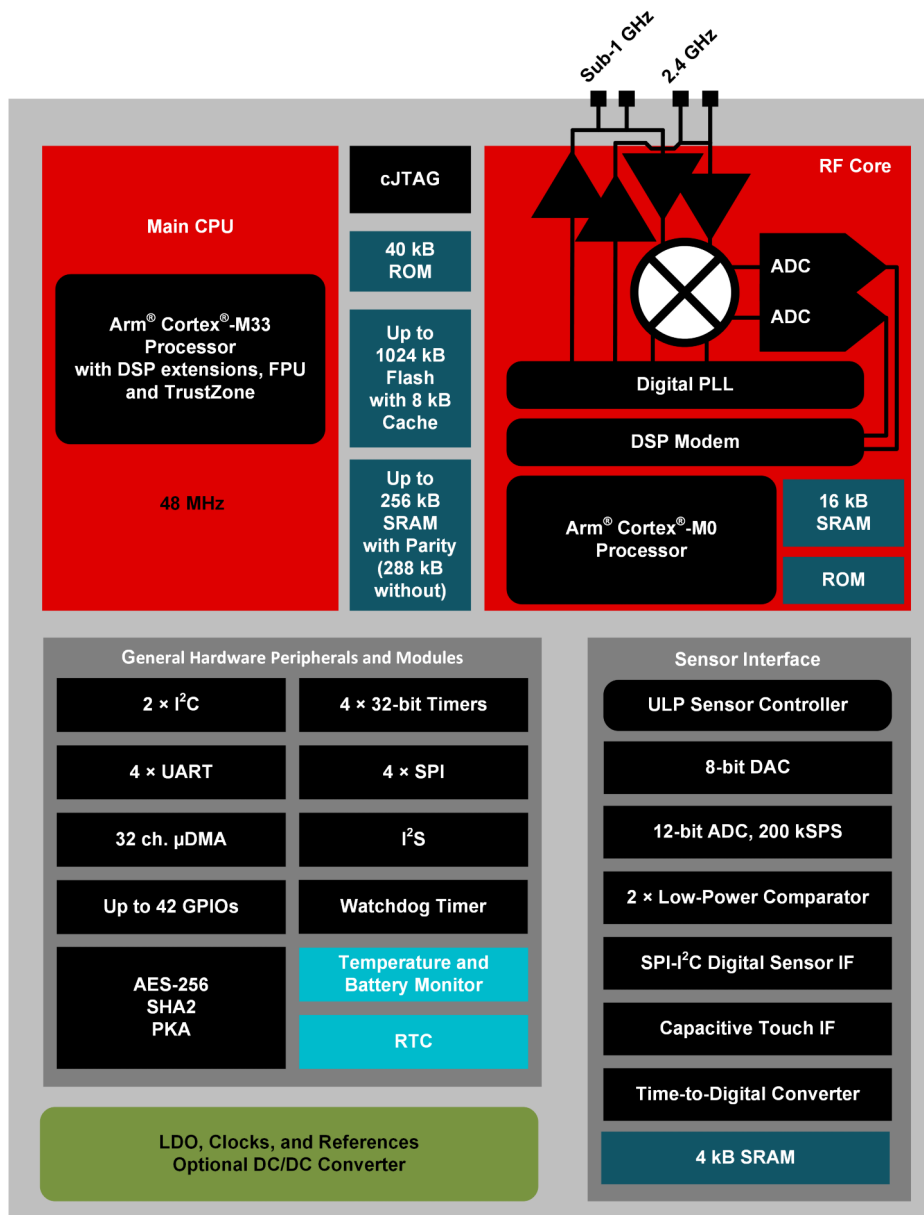 Sub-1 GHz
2.4 GHz
Main CPU
Arm® Cortex®-M33
Processor
with DSP extensions, FPU
and TrustZone
48 MHz
cJTAG
40 kB
ROM
Up to
1024 kB
Flash
with 8 kB
Cache
Up to
256 kB
SRAM
with Parity
(288 kB
without)
RF Core
ADC
ADC
Digital PLL
DSP Modem
Arm® Cortex®-M0
Processor
16 kB
SRAM
ROM
General Hardware Peripherals and Modules
2 × I²C
4 × 32-bit Timers
4 × UART
4 × SPI
32 ch. µDMA
I²S
Up to 42 GPIOs
Watchdog Timer
AES-256
SHA2
PKA
Temperature and
Battery Monitor
RTC
LDO, Clocks, and References
Optional DC/DC Converter
Sensor Interface
ULP Sensor Controller
8-bit DAC
12-bit ADC, 200 kSPS
2 × Low-Power Comparator
SPI-I²C Digital Sensor IF
Capacitive Touch IF
Time-to-Digital Converter
4 kB SRAM